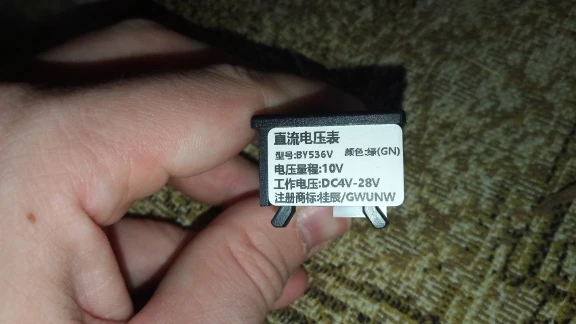 直流电压表
型号:BY536V 颜色:绿(GN)
电压量程:10V
工作电压:DC4V-28V
注册商标:桂辰/GWUNW